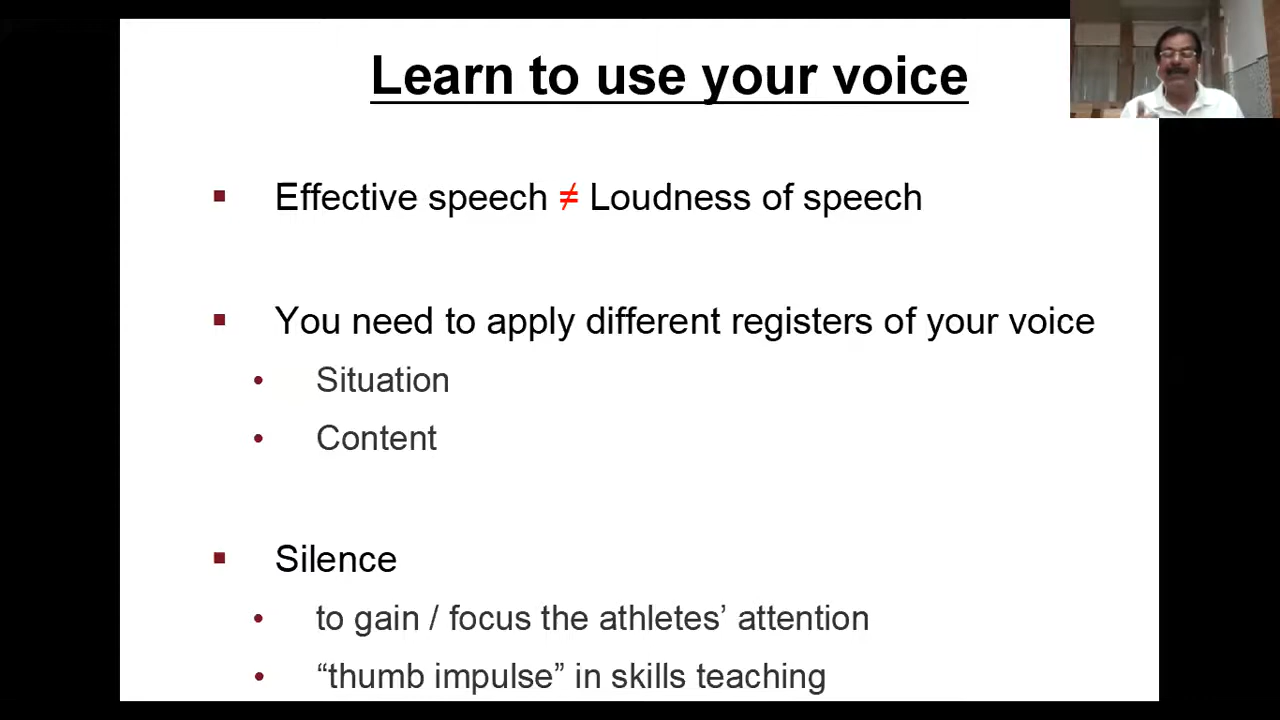 Learn to use your voice
▪ Effective speech ≠ Loudness of speech
▪ You need to apply different registers of your voice
• Situation
• Content
▪ Silence
• to gain / focus the athletes’ attention
• “thumb impulse” in skills teaching